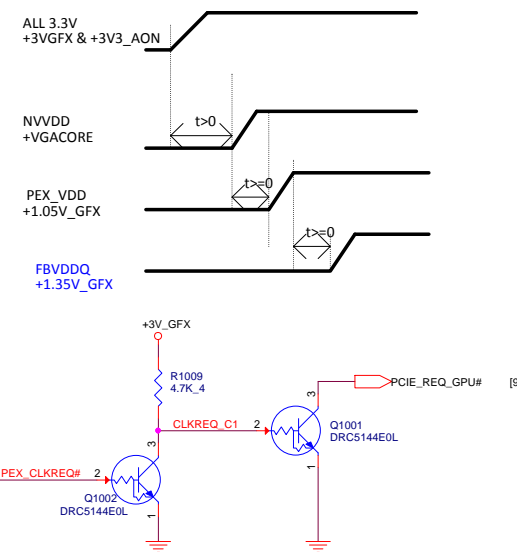 ALL 3.3V
+3VGFX & +3V3_AON
t>0
NVVDD
+VGACORE
t>=0
PEX_VDD
+1.05V_GFX
t>=0
FBVDDQ
+1.35V_GFX
+3V_GFX
R1009
4.7K_4
3
PCIE_REQ_GPU#
[9
CLKREQ_C1
2
Q1001
DRC5144E0L
3
1
PEX_CLKREQ#
2
Q1002
DRC5144E0L
1